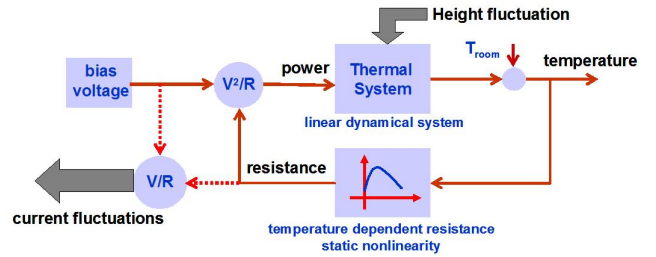 Height fluctuation
bias
voltage
V²/R
power
Thermal
System
T room
temperature
linear dynamical system
resistance
V/R
current fluctuations
temperature dependent resistance
static nonlinearity